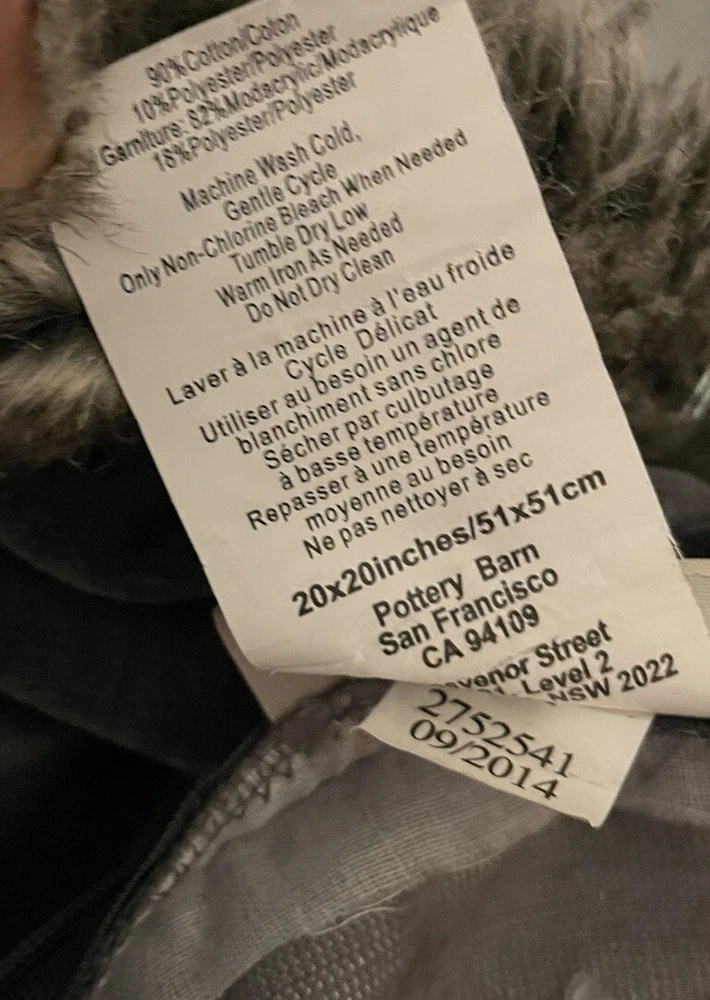 90%Cotton/Coton
10%Polyester/Polyester
Garniture: 82%Modacrylic/Modacrylique
18%Polyester/Polyester
Machine Wash Cold,
Gentle Cycle
Only Non-Chlorine Bleach When Needed
Tumble Dry Low
Warm Iron As Needed
Do Not Dry Clean
Laver à la machine à l'eau froide
Cycle Délicat
Utiliser au besoin un agent de
blanchiment sans chlore
Sécher par culbutage
à basse température
Repasser à une température
moyenne au besoin
Ne pas nettoyer à sec
20x20inches/51x51cm
Pottery Barn
San Francisco
CA 94109
Street
Level 2
NSW 2022
2752541
09/2014